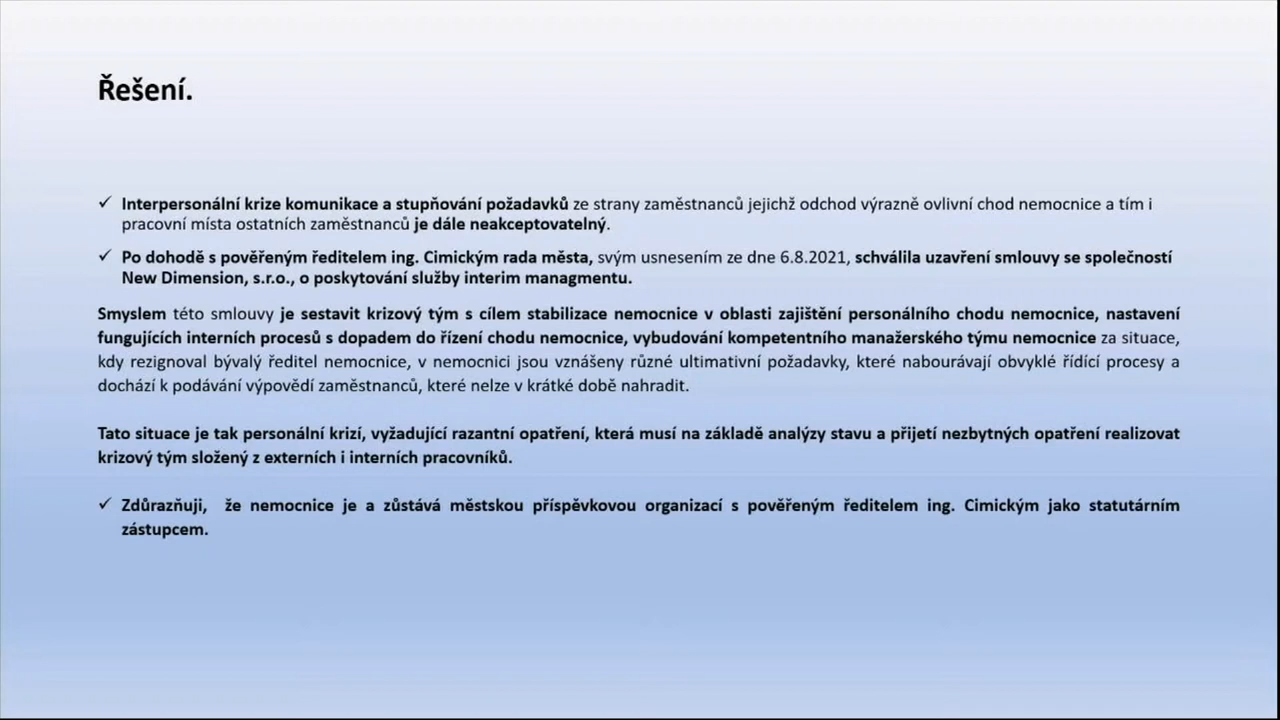 Řešení.
✓ Interpersonální krize komunikace a stupňování požadavků ze strany zaměstnanců jejichž odchod výrazně ovlivní chod nemocnice a tím i
pracovní místa ostatních zaměstnanců je dále neakceptovatelný.
✓ Po dohodě s pověřeným ředitelem ing. Cimickým rada města, svým usnesením ze dne 6.8.2021, schválila uzavření smlouvy se společností
New Dimension, s.r.o., o poskytování služby interim managmentu.
Smyslem této smlouvy je sestavit krizový tým s cílem stabilizace nemocnice v oblasti zajištění personálního chodu nemocnice, nastavení
fungujících interních procesů s dopadem do řízení chodu nemocnice, vybudování kompetentního manažerského týmu nemocnice za situace,
kdy rezignoval bývalý ředitel nemocnice, v nemocnici jsou vznášeny různé ultimativní požadavky, které nabourávají obvyklé řídící procesy a
dochází k podávání výpovědí zaměstnanců, které nelze v krátké době nahradit.
Tato situace je tak personální krizí, vyžadující razantní opatření, která musí na základě analýzy stavu a přijetí nezbytných opatření realizovat
krizový tým složený z externích i interních pracovníků.
✓ Zdůrazňuji, že nemocnice je a zůstává městskou příspěvkovou organizací s pověřeným ředitelem ing. Cimickým jako statutárním
zástupcem.